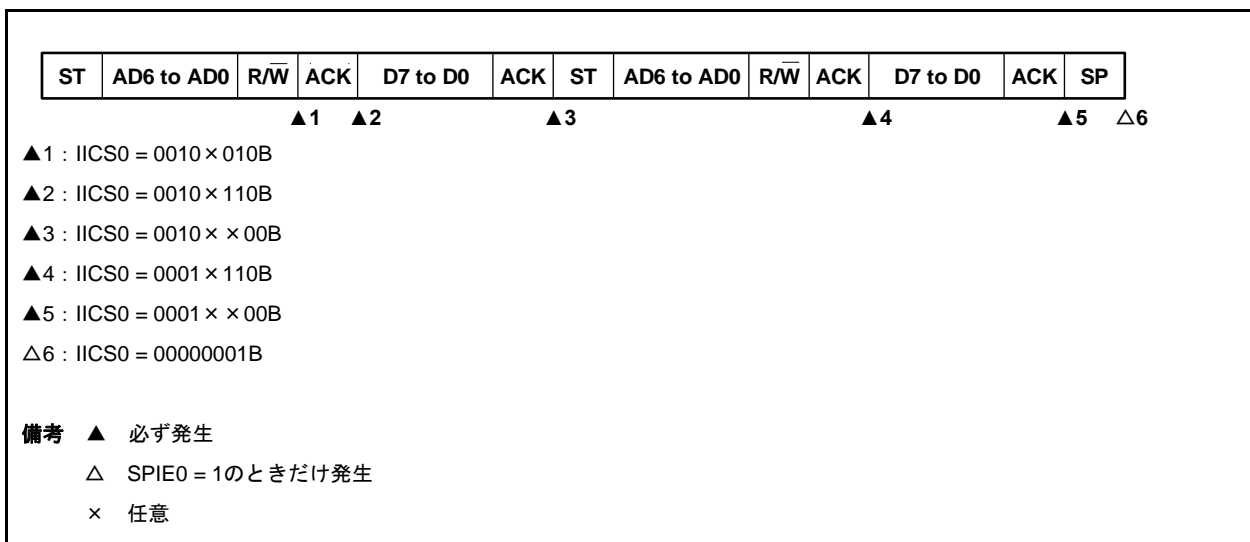 ST AD6 to AD0 R/W̅ ACK D7 to D0 ACK ST AD6 to AD0 R/W̅ ACK D7 to D0 ACK SP
▲1 ▲2 ▲3 ▲4 ▲5 △6
▲1：IICS0 = 0010×010B
▲2：IICS0 = 0010×110B
▲3：IICS0 = 0010××00B
▲4：IICS0 = 0001×110B
▲5：IICS0 = 0001××00B
△6：IICS0 = 00000001B
備考 ▲ 必ず発生
△ SPIE0 = 1のときだけ発生
× 任意